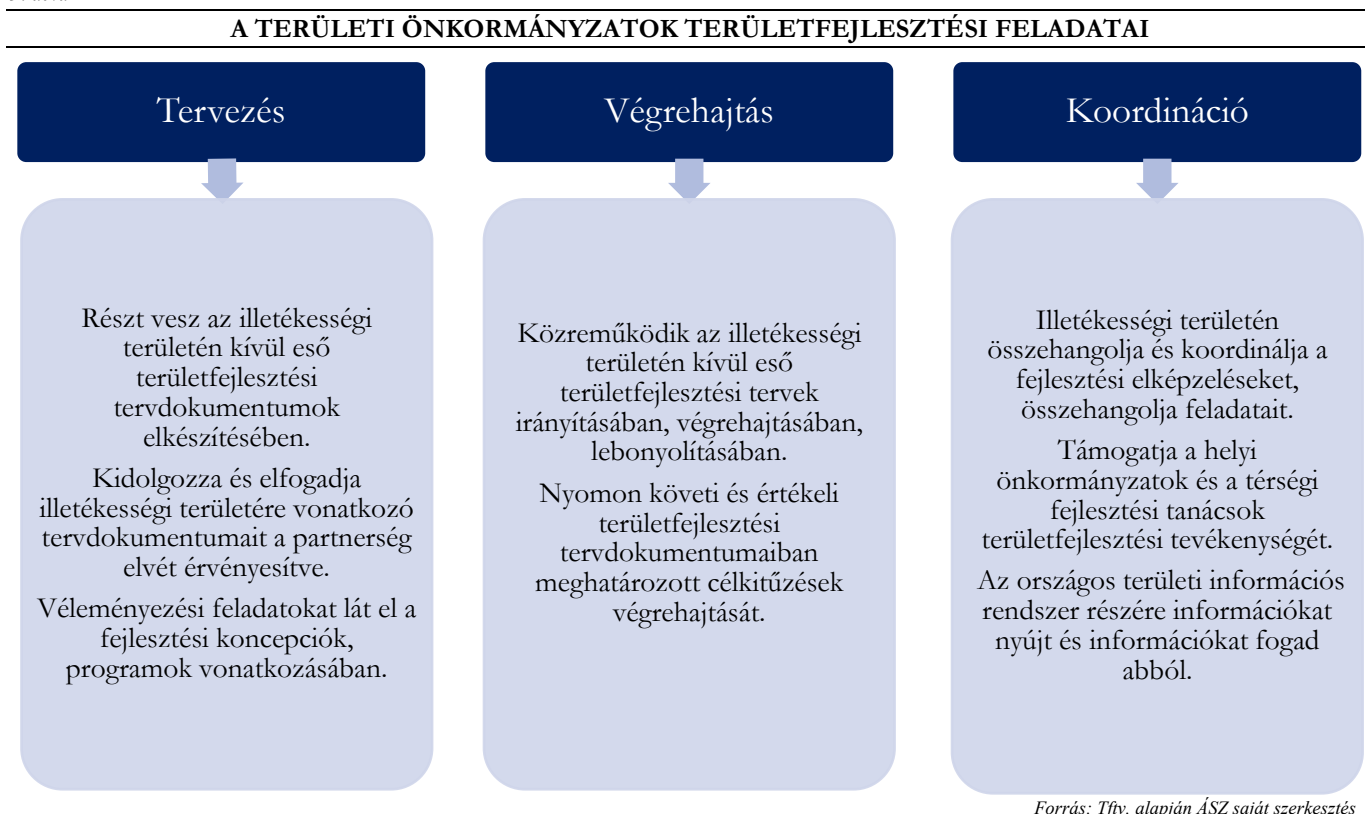 A TERÜLETI ÖNKORMÁNYZATOK TERÜLETFEJLESZTÉSI FELADATAI
Tervezés
Részt vesz az illetékességi
területén kívül eső
területfejlesztési
tervdokumentumok
elkészítésében.
Kidolgozza és elfogadja
illetékességi területére vonatkozó
tervdokumentumait a partnerség
elvét érvényesítve.
Véleményezési feladatokat lát el a
fejlesztési koncepciók,
programok vonatkozásában.
Végrehajtás
Közreműködik az illetékességi
területén kívül eső
területfejlesztési tervek
irányításában, végrehajtásában,
lebonyolításában.
Nyomon követi és értékeli
területfejlesztési
tervdokumentumaiban
meghatározott célkitűzések
végrehajtását.
Koordináció
Illetékességi területén
összehangolja és koordinálja a
fejlesztési elképzeléseket,
összehangolja feladatait.
Támogatja a helyi
önkormányzatok és a térségi
fejlesztési tanácsok
területfejlesztési tevékenységét.
Az országos területi információs
rendszer részére információkat
nyújt és információkat fogad
abból.
Forrás: Tftv. alapján ÁSZ saját szerkesztés